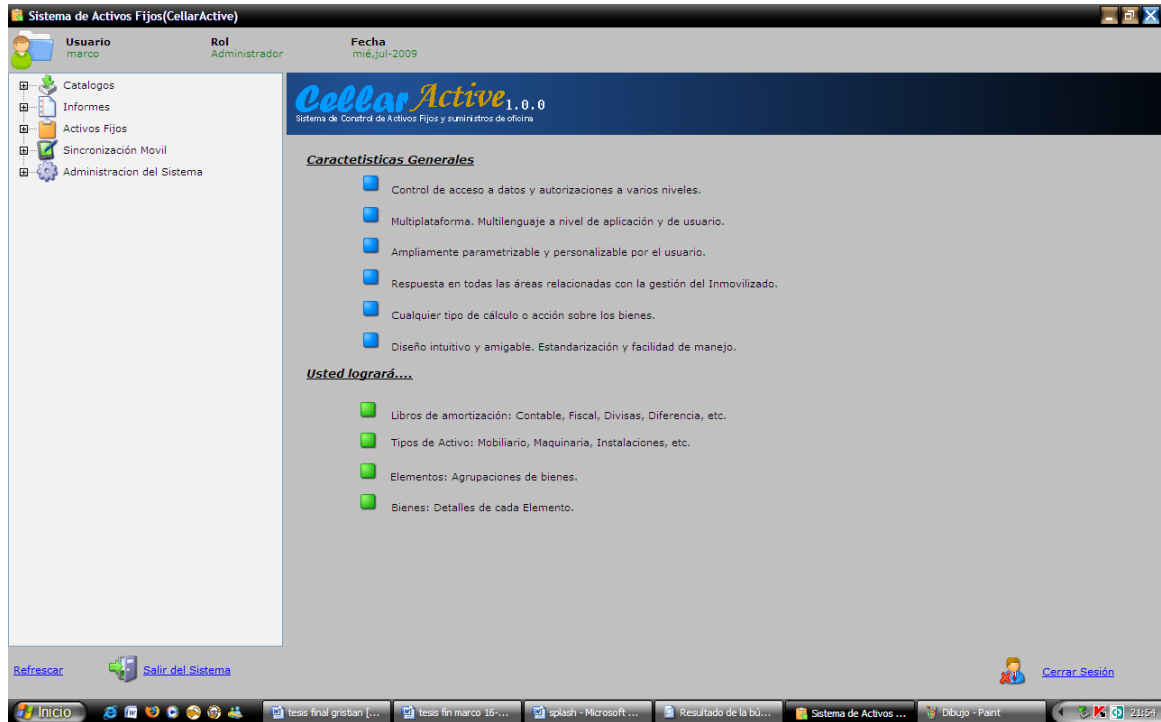 Sistema de Activos Fijos(CellarActive)
Usuario Rol Fecha
marco Administrador mié,jul-2009
Catalogos
Informes
Activos Fijos
Sincronización Movil
Administracion del Sistema
Cellar Active 1.0.0
Sistema de Constrol de Activos Fijos y suministros de oficina
Caractetisticas Generales
Control de acceso a datos y autorizaciones a varios niveles.
Multiplataforma. Multilenguaje a nivel de aplicación y de usuario.
Ampliamente parametrizable y personalizable por el usuario.
Respuesta en todas las áreas relacionadas con la gestión del Inmovilizado.
Cualquier tipo de cálculo o acción sobre los bienes.
Diseño intuitivo y amigable. Estandarización y facilidad de manejo.
Usted logrará....
Libros de amortización: Contable, Fiscal, Divisas, Diferencia, etc.
Tipos de Activo: Mobiliario, Maquinaria, Instalaciones, etc.
Elementos: Agrupaciones de bienes.
Bienes: Detalles de cada Elemento.
Refrescar Salir del Sistema Cerrar Sesión
Inicio tesis final gristian [... tesis fin marco 16-... splash - Microsoft ... Resultado de la bú... Sistema de Activos ... Dibujo - Paint 21:54